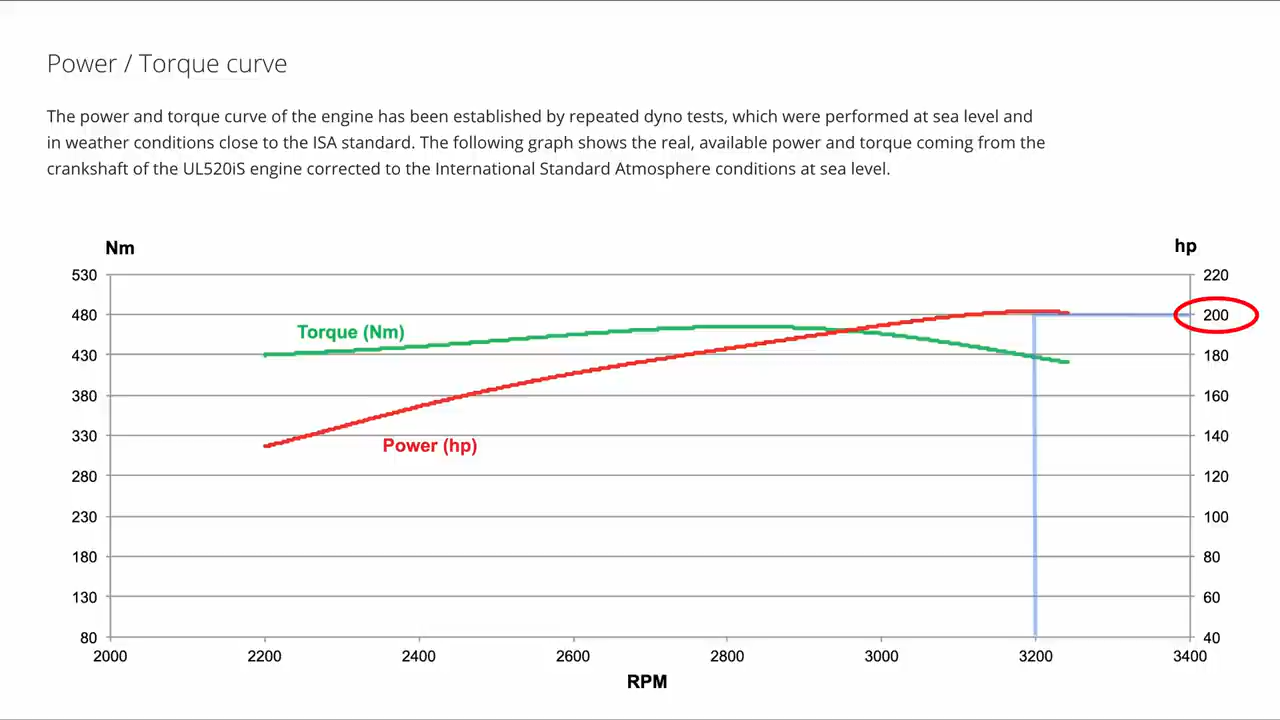 Power / Torque curve
The power and torque curve of the engine has been established by repeated dyno tests, which were performed at sea level and
in weather conditions close to the ISA standard. The following graph shows the real, available power and torque coming from the
crankshaft of the UL520iS engine corrected to the International Standard Atmosphere conditions at sea level.
Nm hp
530 220
480 200
Torque (Nm)
430 180
380 160
330 140
Power (hp)
280 120
230 100
180 80
130 60
80 40
2000 2200 2400 2600 2800 3000 3200 3400
RPM